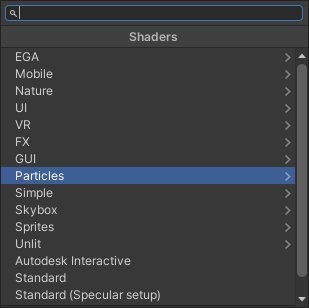 Shaders
EGA
Mobile
Nature
UI
VR
FX
GUI
Particles
Simple
Skybox
Sprites
Unlit
Autodesk Interactive
Standard
Standard (Specular setup)